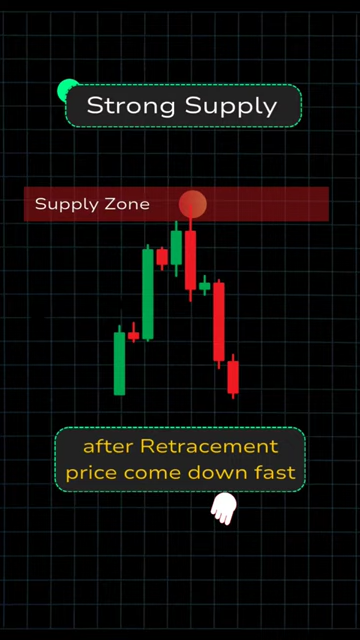 Strong Supply
Supply Zone
after Retracement
price come down fast